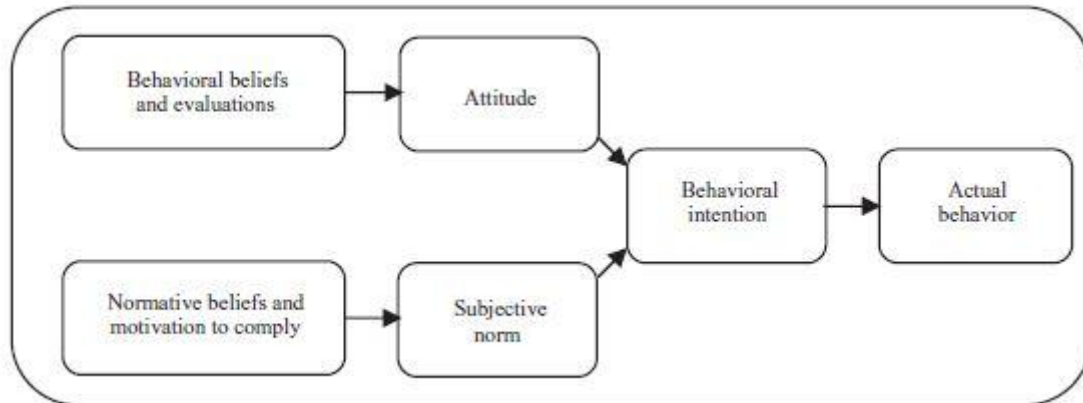 Behavioral beliefs
and evaluations
Attitude
Behavioral
intention
Actual
behavior
Normative beliefs and
motivation to comply
Subjective
norm